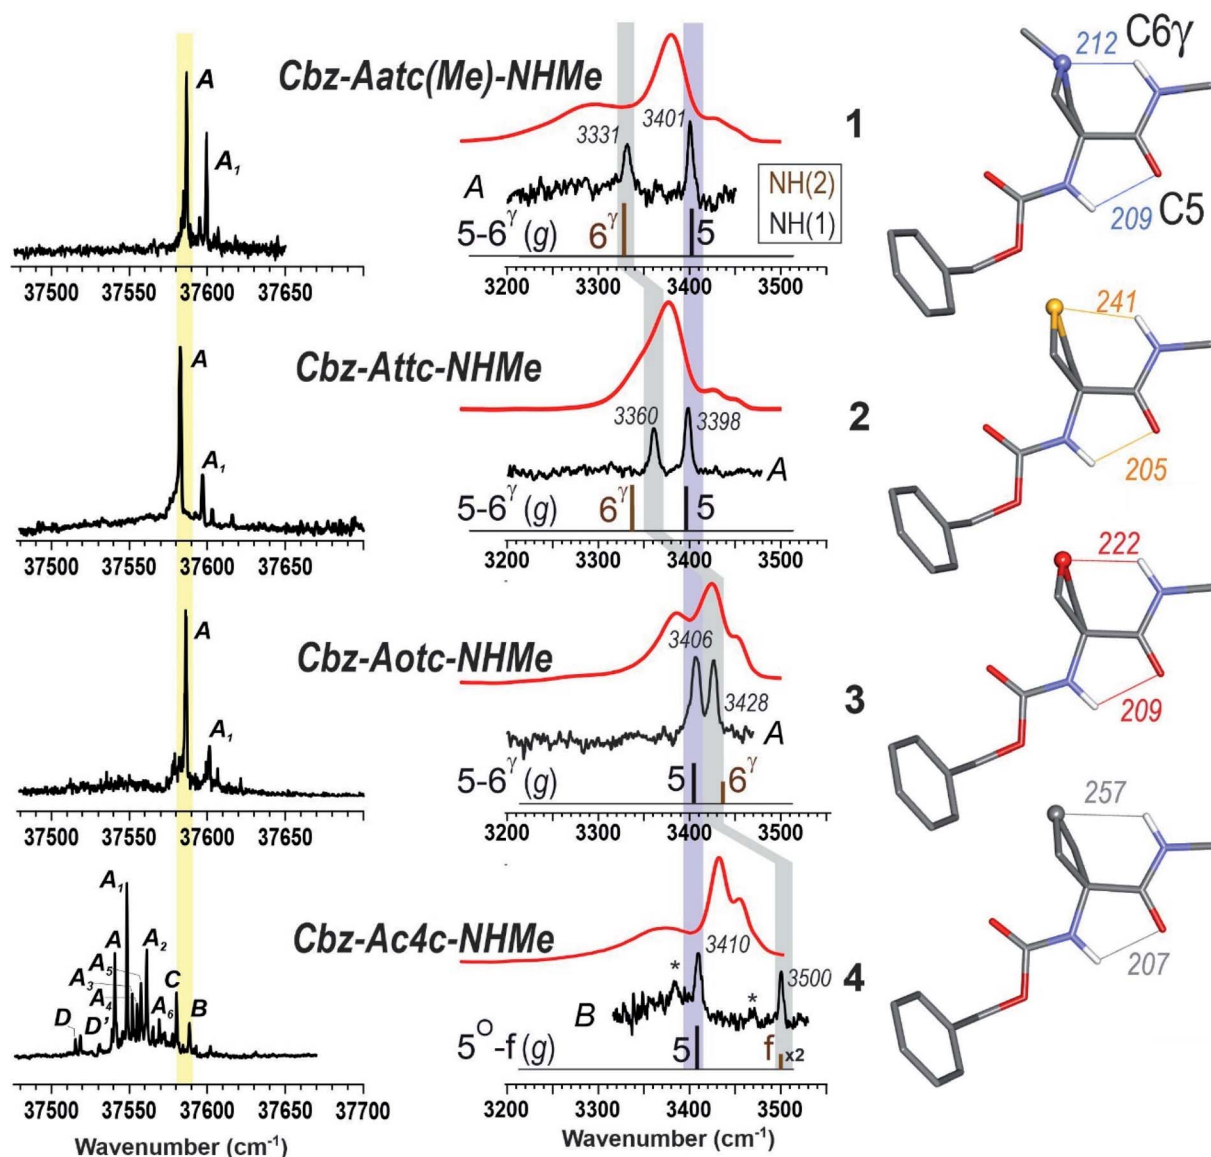 A
A₁
37500 37550 37600 37650
Cbz-Aatc(Me)-NHMe
3331
3401
A
NH(2)
NH(1)
5-6ᵞ (g)
6ᵞ
5
3200 3300 3400 3500
1
212
C6γ
209
C5
A
A₁
37500 37550 37600 37650
Cbz-Attc-NHMe
3360
3398
A
5-6ᵞ (g)
6ᵞ
5
3200 3300 3400 3500
2
241
205
A
A₁
37500 37550 37600 37650
Cbz-Aotc-NHMe
3406
3428
A
5-6ᵞ (g)
5
6ᵞ
3200 3300 3400 3500
3
222
209
A₁
A
A₂
A₅
A₃
A₄
A₆
C
B
D
D'
37500 37550 37600 37650 37700
Wavenumber (cm⁻¹)
Cbz-Ac4c-NHMe
*
3410
*
3500
B
5ᴼ-f (g)
5
f
x2
3200 3300 3400 3500
Wavenumber (cm⁻¹)
4
257
207